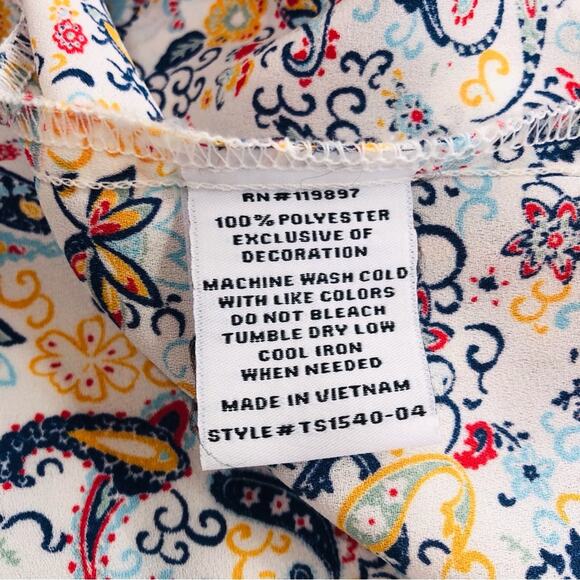 RN#119897
100% POLYESTER
EXCLUSIVE OF
DECORATION
MACHINE WASH COLD
WITH LIKE COLORS
DO NOT BLEACH
TUMBLE DRY LOW
COOL IRON
WHEN NEEDED
MADE IN VIETNAM
STYLE#TS1540-04